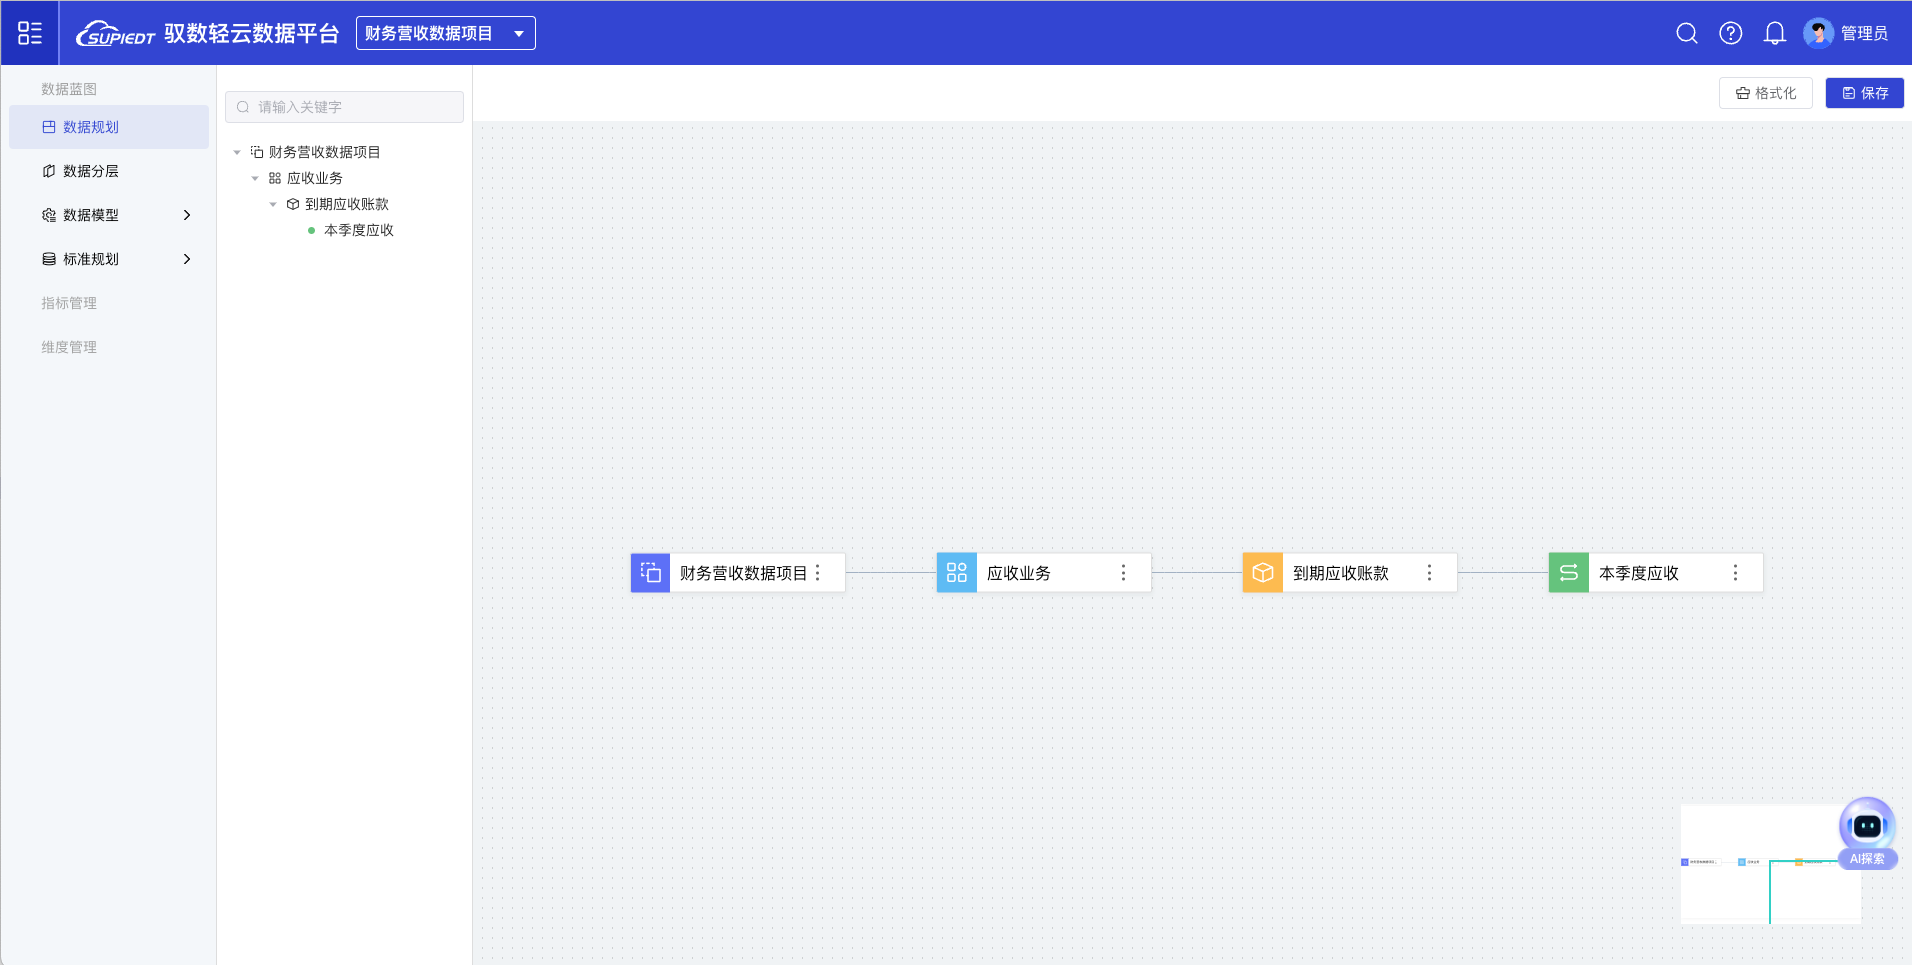 SUPIEDT 驭数轻云数据平台
财务营收数据项目
管理员
数据蓝图
数据规划
数据分层
数据模型
标准规划
指标管理
维度管理
请输入关键字
财务营收数据项目
应收业务
到期应收账款
本季度应收
格式化
保存
财务营收数据项目
应收业务
到期应收账款
本季度应收
AI探索